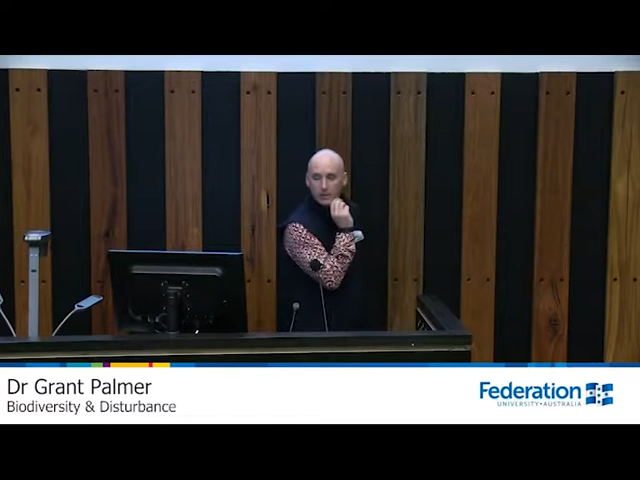 Dr Grant Palmer
Biodiversity & Disturbance
Federation
UNIVERSITY • AUSTRALIA